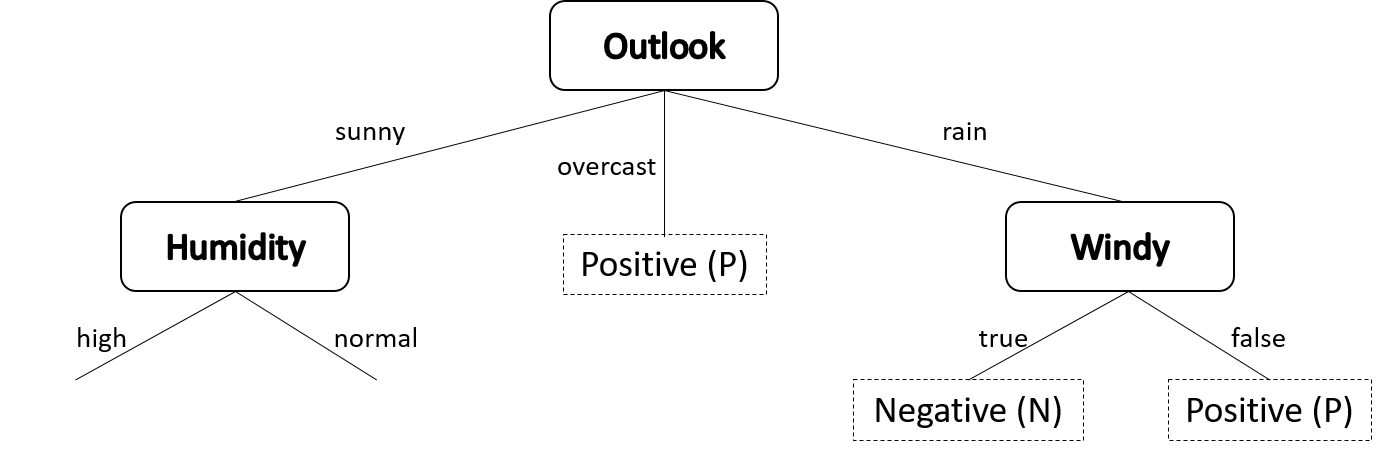 Outlook
sunny
rain
overcast
Humidity
Positive (P)
Windy
high
normal
true
false
Negative (N)
Positive (P)